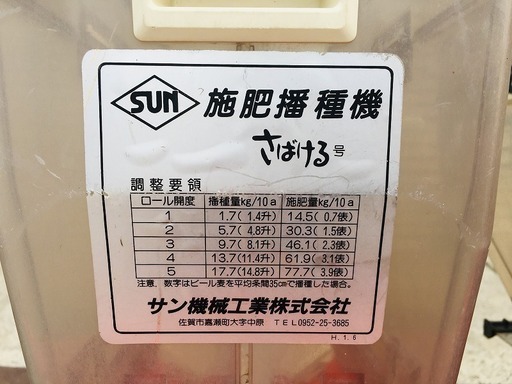 SUN 施肥播種機
さばける号
調整要領
ロール開度 播種量kg/10a 施肥量kg/10a
1 1.7( 1.4升) 14.5( 0.7俵)
2 5.7( 4.8升) 30.3( 1.5俵)
3 9.7( 8.1升) 46.1( 2.3俵)
4 13.7(11.4升) 61.9( 3.1俵)
5 17.7(14.8升) 77.7( 3.9俵)
注意、数字はビール麦を平均条間35cmで播種した場合。
サン機械工業株式会社
佐賀市嘉瀬町大字中原 TEL0952-25-3685
H.1.6